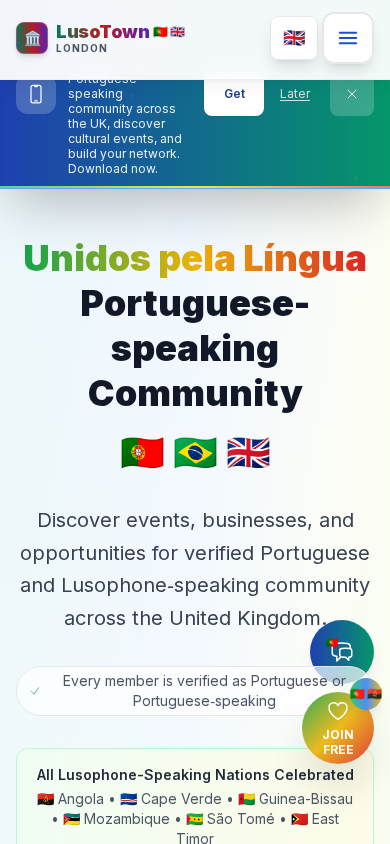 LusoTown 🇵🇹 🇬🇧
LONDON
🇬🇧
Portuguese-
speaking
community across
the UK, discover
cultural events, and
build your network.
Download now.
Get
Later
Unidos pela Língua
Portuguese-
speaking
Community
🇵🇹 🇧🇷 🇬🇧
Discover events, businesses, and
opportunities for verified Portuguese
and Lusophone-speaking community
across the United Kingdom.
Every member is verified as Portuguese or
Portuguese-speaking
JOIN
FREE
All Lusophone-Speaking Nations Celebrated
🇦🇴 Angola • 🇨🇻 Cape Verde • 🇬🇼 Guinea-Bissau
• 🇲🇿 Mozambique • 🇸🇹 São Tomé • 🇹🇱 East
Timor